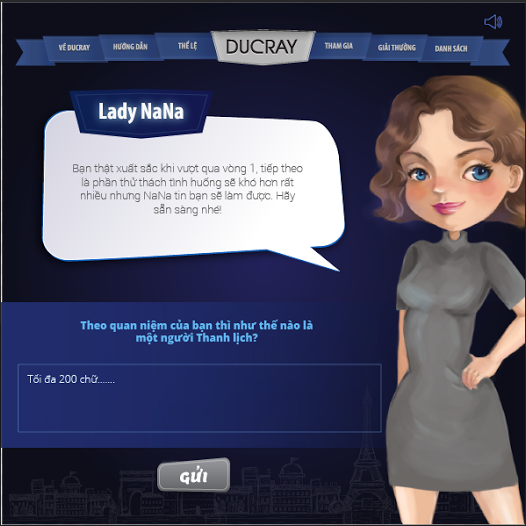 VỀ DUCRAY
HƯỚNG DẪN
THỂ LỆ
DUCRAY
THAM GIA
GIẢI THƯỞNG
DANH SÁCH
Lady NaNa
Bạn thật xuất sắc khi vượt qua vòng 1, tiếp theo
là phần thử thách tình huống sẽ khó hơn rất
nhiều nhưng NaNa tin bạn sẽ làm được. Hãy
sẵn sàng nhé!
Theo quan niệm của bạn thì như thế nào là
một người Thanh lịch?
Tối đa 200 chữ.......
GỬI